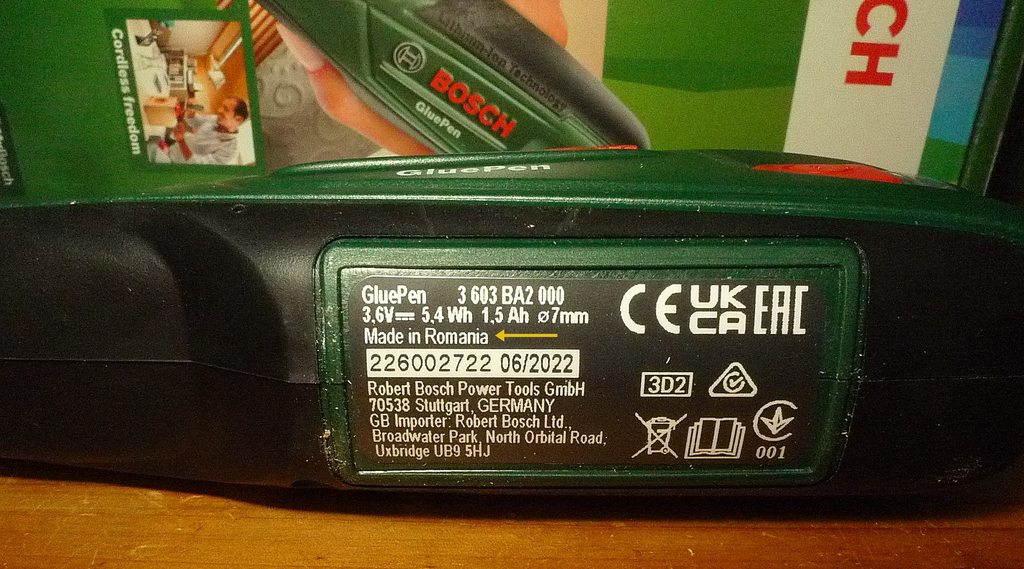 Cordless freedom
Lithium-Ion Technology
BOSCH
GluePen
CH
GluePen
GluePen 3 603 BA2 000
3,6V⎓ 5,4 Wh 1,5 Ah ⌀7mm
Made in Romania
226002722 06/2022
Robert Bosch Power Tools GmbH
70538 Stuttgart, GERMANY
GB Importer: Robert Bosch Ltd.,
Broadwater Park, North Orbital Road,
Uxbridge UB9 5HJ
CE UK CA EAC
3D2
001